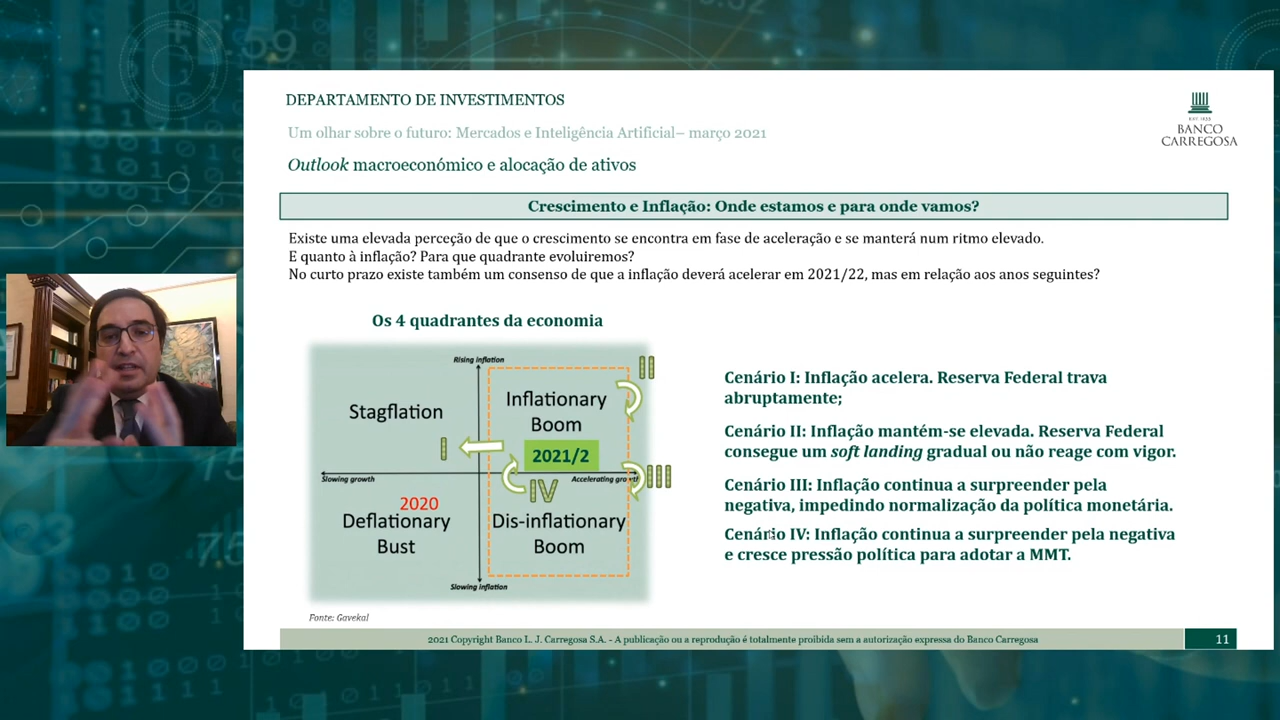 DEPARTAMENTO DE INVESTIMENTOS
Um olhar sobre o futuro: Mercados e Inteligência Artificial– março 2021
Outlook macroeconómico e alocação de ativos
BANCO
CARREGOSA
Crescimento e Inflação: Onde estamos e para onde vamos?
Existe uma elevada perceção de que o crescimento se encontra em fase de aceleração e se manterá num ritmo elevado.
E quanto à inflação? Para que quadrante evoluiremos?
No curto prazo existe também um consenso de que a inflação deverá acelerar em 2021/22, mas em relação aos anos seguintes?
Os 4 quadrantes da economia
Rising inflation
II
Stagflation
Inflationary
Boom
I
2021/2
Slowing growth
Accelerating growth
III
IV
2020
Deflationary
Bust
Dis-inflationary
Boom
Slowing inflation
Fonte: Gavekal
Cenário I: Inflação acelera. Reserva Federal trava
abruptamente;
Cenário II: Inflação mantém-se elevada. Reserva Federal
consegue um soft landing gradual ou não reage com vigor.
Cenário III: Inflação continua a surpreender pela
negativa, impedindo normalização da política monetária.
Cenário IV: Inflação continua a surpreender pela negativa
e cresce pressão política para adotar a MMT.
2021 Copyright Banco L. J. Carregosa S.A. - A publicação ou a reprodução é totalmente proibida sem a autorização expressa do Banco Carregosa
11